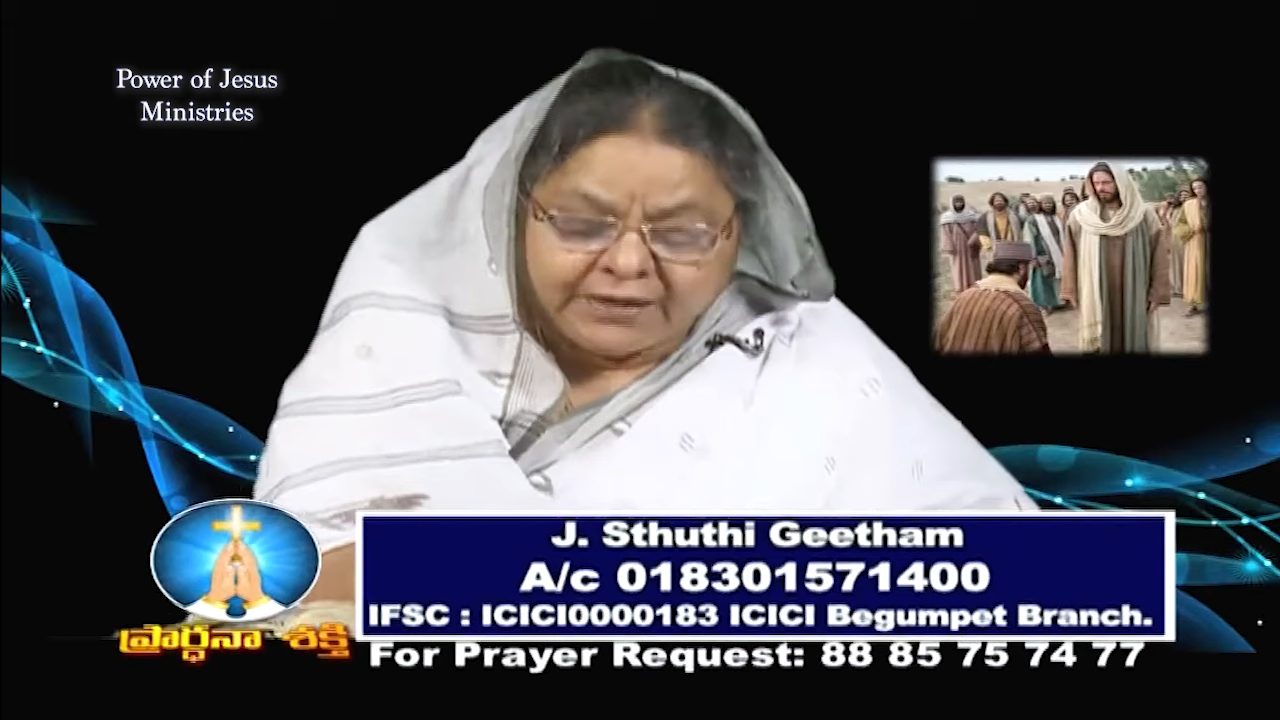 Power of Jesus
Ministries
J. Sthuthi Geetham
A/c 018301571400
IFSC : ICICI0000183 ICICI Begumpet Branch.
ప్రార్ధనా శక్తి
For Prayer Request: 88 85 75 74 77